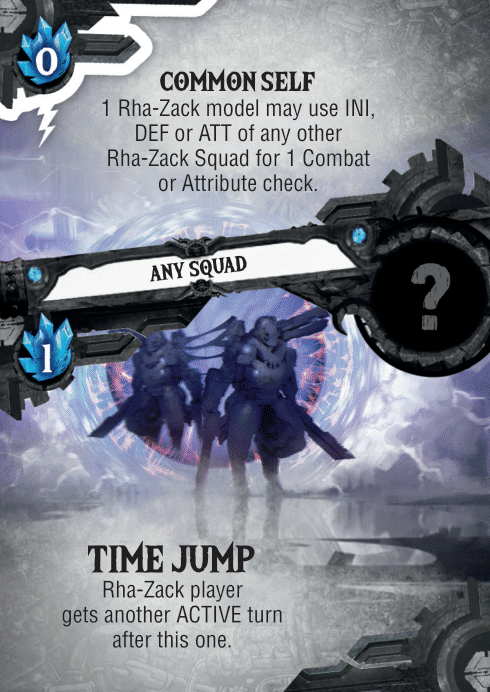 0
COMMON SELF
1 Rha-Zack model may use INI,
DEF or ATT of any other
Rha-Zack Squad for 1 Combat
or Attribute check.
ANY SQUAD
?
1
TIME JUMP
Rha-Zack player
gets another ACTIVE turn
after this one.